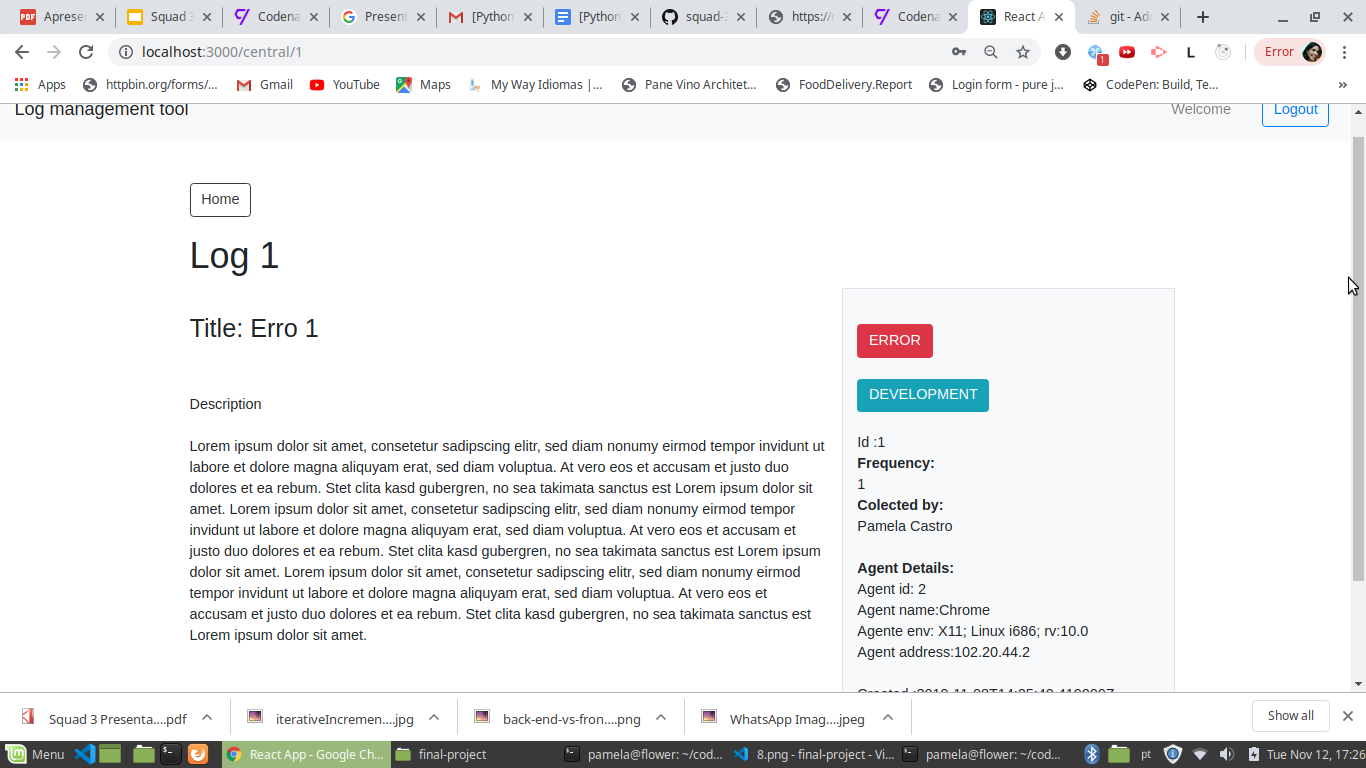 Apresen
Squad 3
Codena
Present
[Python
[Python
squad-3
https://
Codena
React A
git - Ad
localhost:3000/central/1
1
L
Error
Apps
httpbin.org/forms/...
Gmail
YouTube
Maps
My Way Idiomas |...
Pane Vino Architet...
FoodDelivery.Report
Login form - pure j...
CodePen: Build, Te...
»
Log management tool
Welcome
Logout
Home
Log 1
Title: Erro 1
Description
Lorem ipsum dolor sit amet, consetetur sadipscing elitr, sed diam nonumy eirmod tempor invidunt ut
labore et dolore magna aliquyam erat, sed diam voluptua. At vero eos et accusam et justo duo
dolores et ea rebum. Stet clita kasd gubergren, no sea takimata sanctus est Lorem ipsum dolor sit
amet. Lorem ipsum dolor sit amet, consetetur sadipscing elitr, sed diam nonumy eirmod tempor
invidunt ut labore et dolore magna aliquyam erat, sed diam voluptua. At vero eos et accusam et
justo duo dolores et ea rebum. Stet clita kasd gubergren, no sea takimata sanctus est Lorem ipsum
dolor sit amet. Lorem ipsum dolor sit amet, consetetur sadipscing elitr, sed diam nonumy eirmod
tempor invidunt ut labore et dolore magna aliquyam erat, sed diam voluptua. At vero eos et
accusam et justo duo dolores et ea rebum. Stet clita kasd gubergren, no sea takimata sanctus est
Lorem ipsum dolor sit amet.
ERROR
DEVELOPMENT
Id :1
Frequency:
1
Colected by:
Pamela Castro
Agent Details:
Agent id: 2
Agent name:Chrome
Agente env: X11; Linux i686; rv:10.0
Agent address:102.20.44.2
Squad 3 Presenta....pdf
iterativeIncremen....jpg
back-end-vs-fron....png
WhatsApp Imag....jpeg
Show all
Menu
React App - Google Ch...
final-project
pamela@flower: ~/cod...
8.png - final-project - Vi...
pamela@flower: ~/cod...
pt
Tue Nov 12, 17:26